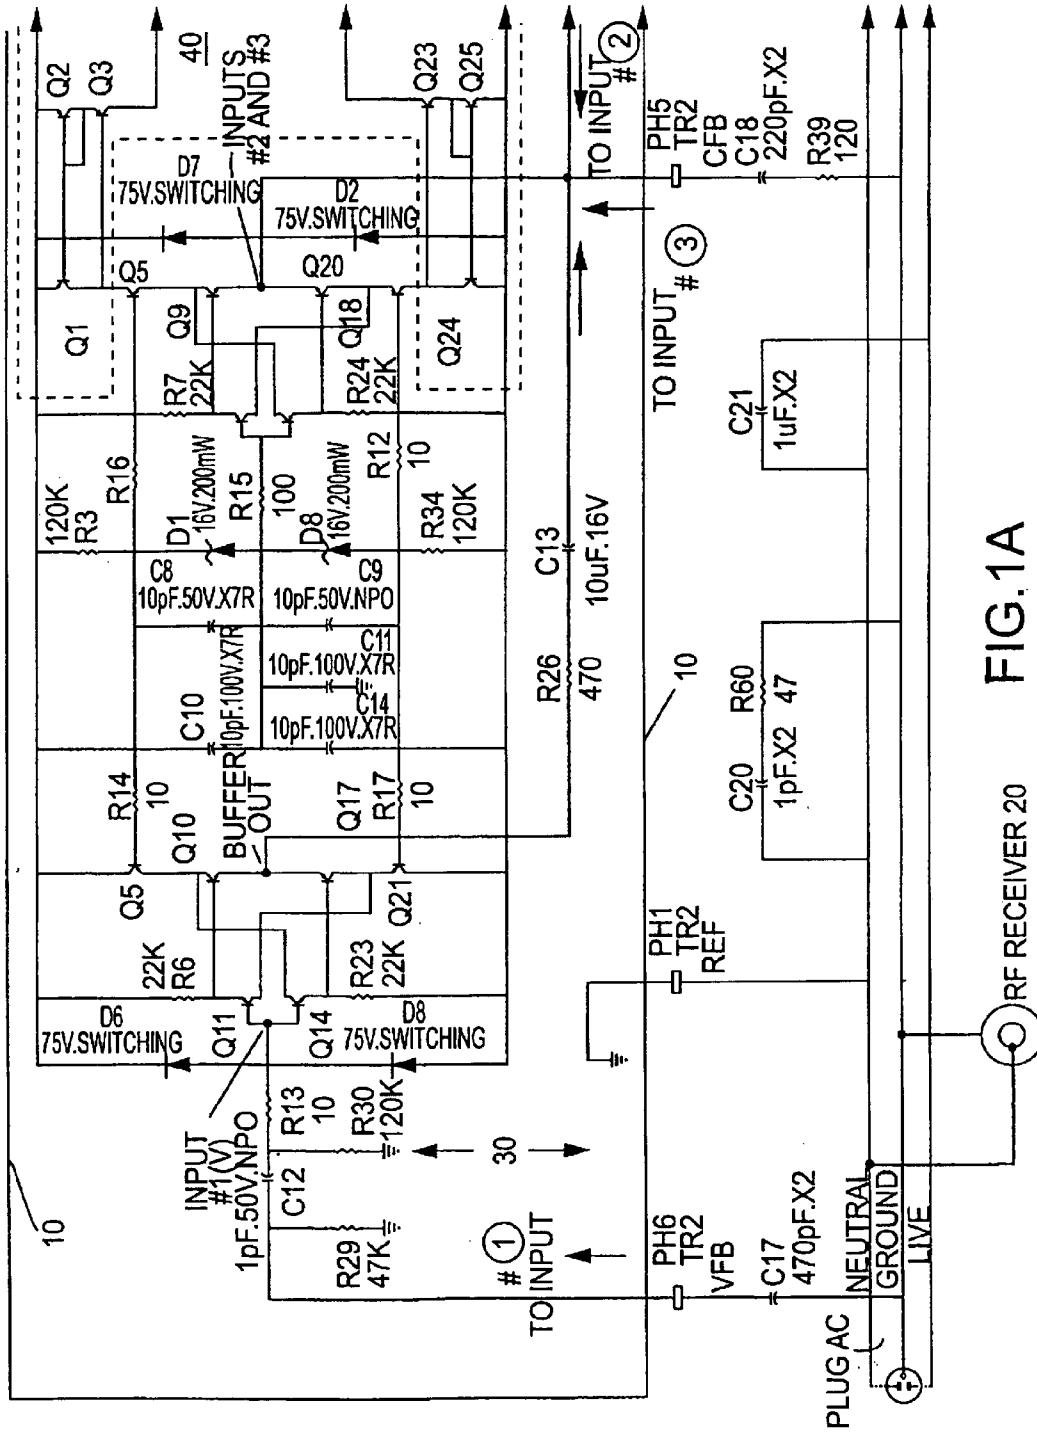 10
INPUT
#1(V)
1pF.50V.NPO
C12
R29
47K
R13
10
R30
120K
30
D6
75V.SWITCHING
Q11
Q14
D8
75V.SWITCHING
22K
R6
R23
22K
Q5
Q10
BUFFER
OUT
Q17
Q21
R14
10
R17
10
C10
10pF.100V.X7R
C11
10pF.100V.X7R
C14
10pF.100V.X7R
C8
10pF.50V.X7R
C9
10pF.50V.NPO
120K
R3
D1
16V.200mW
D8
16V.200mW
R34
120K
R16
R15
100
R12
10
R7
22K
R24
22K
Q1
Q5
Q9
Q20
Q18
Q24
D7
75V.SWITCHING
D2
75V.SWITCHING
Q2
Q3
40
INPUTS
#2 AND #3
Q23
Q25
TO INPUT
# 1
R26
470
C13
10uF.16V
TO INPUT
# 2
TO INPUT
# 3
10
PH6
TR2
VFB
C17
470pF.X2
PH1
TR2
REF
PH5
TR2
CFB
C18
220pF.X2
R39
120
C20
1pF.X2
R60
47
C21
1uF.X2
PLUG AC
NEUTRAL
GROUND
LIVE
RF RECEIVER 20
FIG.1A